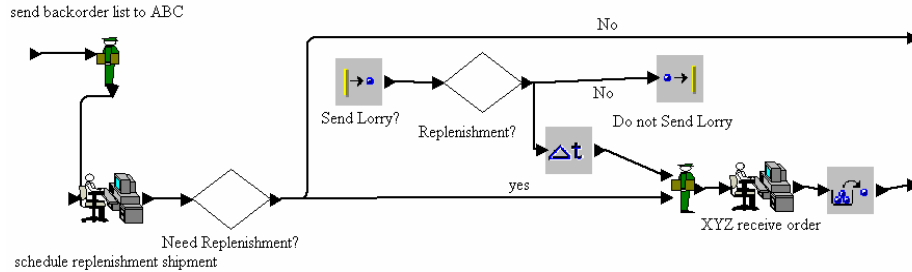 send backorder list to ABC
No
Send Lorry?
Replenishment?
No
Do not Send Lorry
Δt
yes
Need Replenishment?
XYZ receive order
schedule replenishment shipment